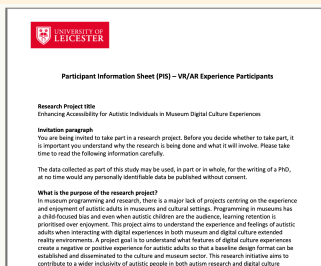 UNIVERSITY OF
LEICESTER
Participant Information Sheet (PIS) – VR/AR Experience Participants
Research Project title
Enhancing Accessibility for Autistic Individuals in Museum Digital Culture Experiences
Invitation paragraph
You are being invited to take part in a research project. Before you decide whether to take part, it
is important you understand why the research is being done and what it will involve. Please take
time to read the following information carefully.
The data collected as part of this study may be used, in part or in whole, for the writing of a PhD,
at no time would any personally identifiable data be published without consent.
What is the purpose of the research project?
In museum programming and research, there is a major lack of projects centring on the experience
and enjoyment of autistic adults in museums and cultural settings. Programming in museums has
a child-focused bias and even when autistic children are the audience, learning retention is
prioritised over enjoyment. This project aims to understand the experience and feelings of autistic
adults when interacting with digital experiences in both museum and digital culture extended
reality environments. A project goal is to understand what features of digital culture experiences
create a negative or positive experience for autistic adults so that a baseline design format can be
established and disseminated to the culture and museum sector. This research initiative aims to
contribute to a wider inclusivity of autistic people in both autism research and digital culture